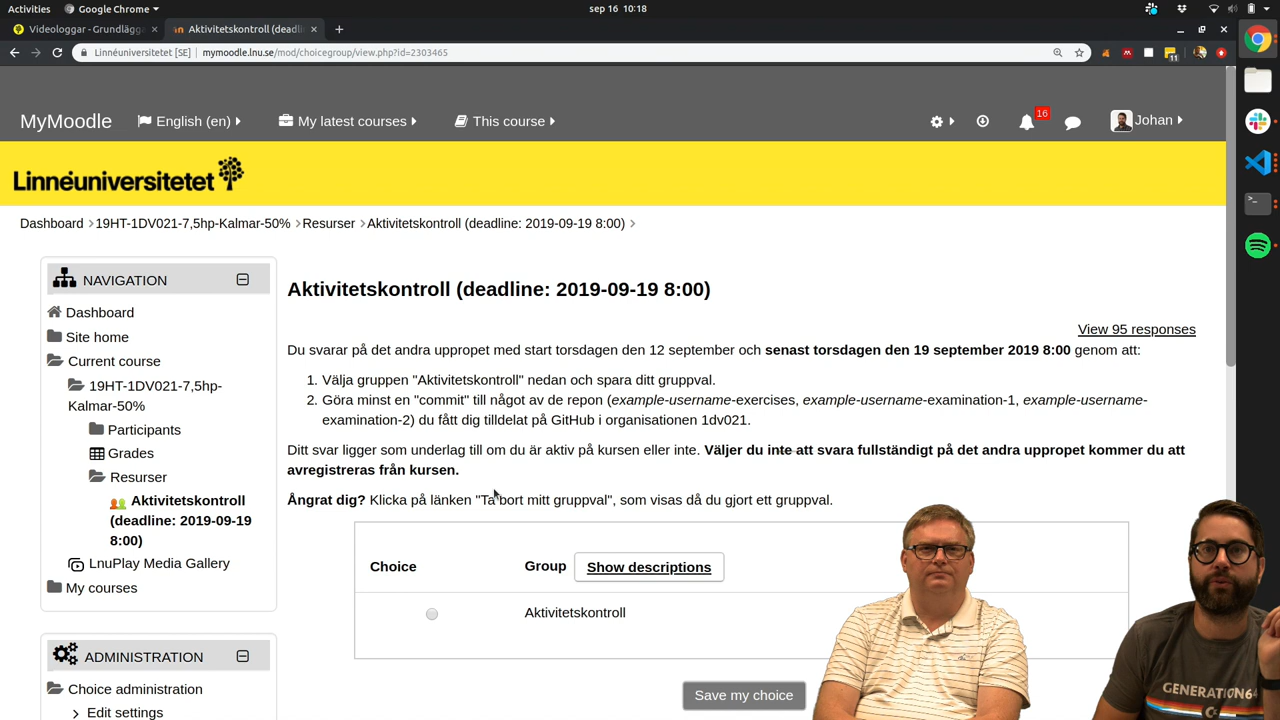 Activities Google Chrome sep 16 10:18
Videologgar - Grundlägga Aktivitetskontroll (deadli
Linnéuniversitetet [SE] | mymoodle.lnu.se/mod/choicegroup/view.php?id=2303465 11
MyMoodle English (en) My latest courses This course 16 Johan
Linnéuniversitetet
Dashboard 19HT-1DV021-7,5hp-Kalmar-50% Resurser Aktivitetskontroll (deadline: 2019-09-19 8:00)
NAVIGATION
Dashboard
Site home
Current course
19HT-1DV021-7,5hp-
Kalmar-50%
Participants
Grades
Resurser
Aktivitetskontroll
(deadline: 2019-09-19
8:00)
LnuPlay Media Gallery
My courses
ADMINISTRATION
Choice administration
Edit settings
Aktivitetskontroll (deadline: 2019-09-19 8:00)
View 95 responses
Du svarar på det andra uppropet med start torsdagen den 12 september och senast torsdagen den 19 september 2019 8:00 genom att:
1. Välja gruppen "Aktivitetskontroll" nedan och spara ditt gruppval.
2. Göra minst en "commit" till något av de repon (example-username-exercises, example-username-examination-1, example-username-
examination-2) du fått dig tilldelat på GitHub i organisationen 1dv021.
Ditt svar ligger som underlag till om du är aktiv på kursen eller inte. Väljer du inte att svara fullständigt på det andra uppropet kommer du att
avregistreras från kursen.
Ångrat dig? Klicka på länken "Ta bort mitt gruppval", som visas då du gjort ett gruppval.
Choice Group Show descriptions
Aktivitetskontroll
Save my choice
GENERATION64